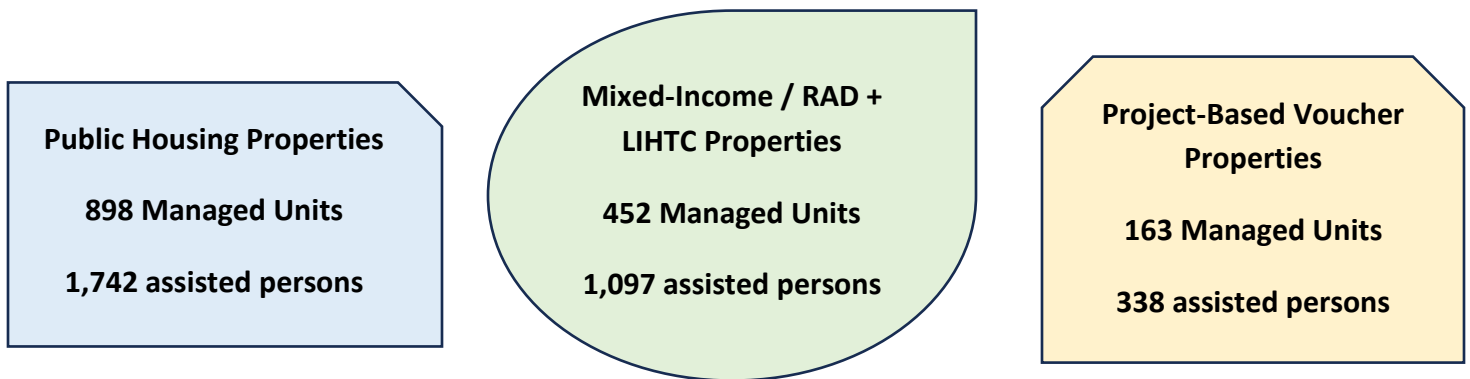 Public Housing Properties
898 Managed Units
1,742 assisted persons
Mixed-Income / RAD +
LIHTC Properties
452 Managed Units
1,097 assisted persons
Project-Based Voucher
Properties
163 Managed Units
338 assisted persons